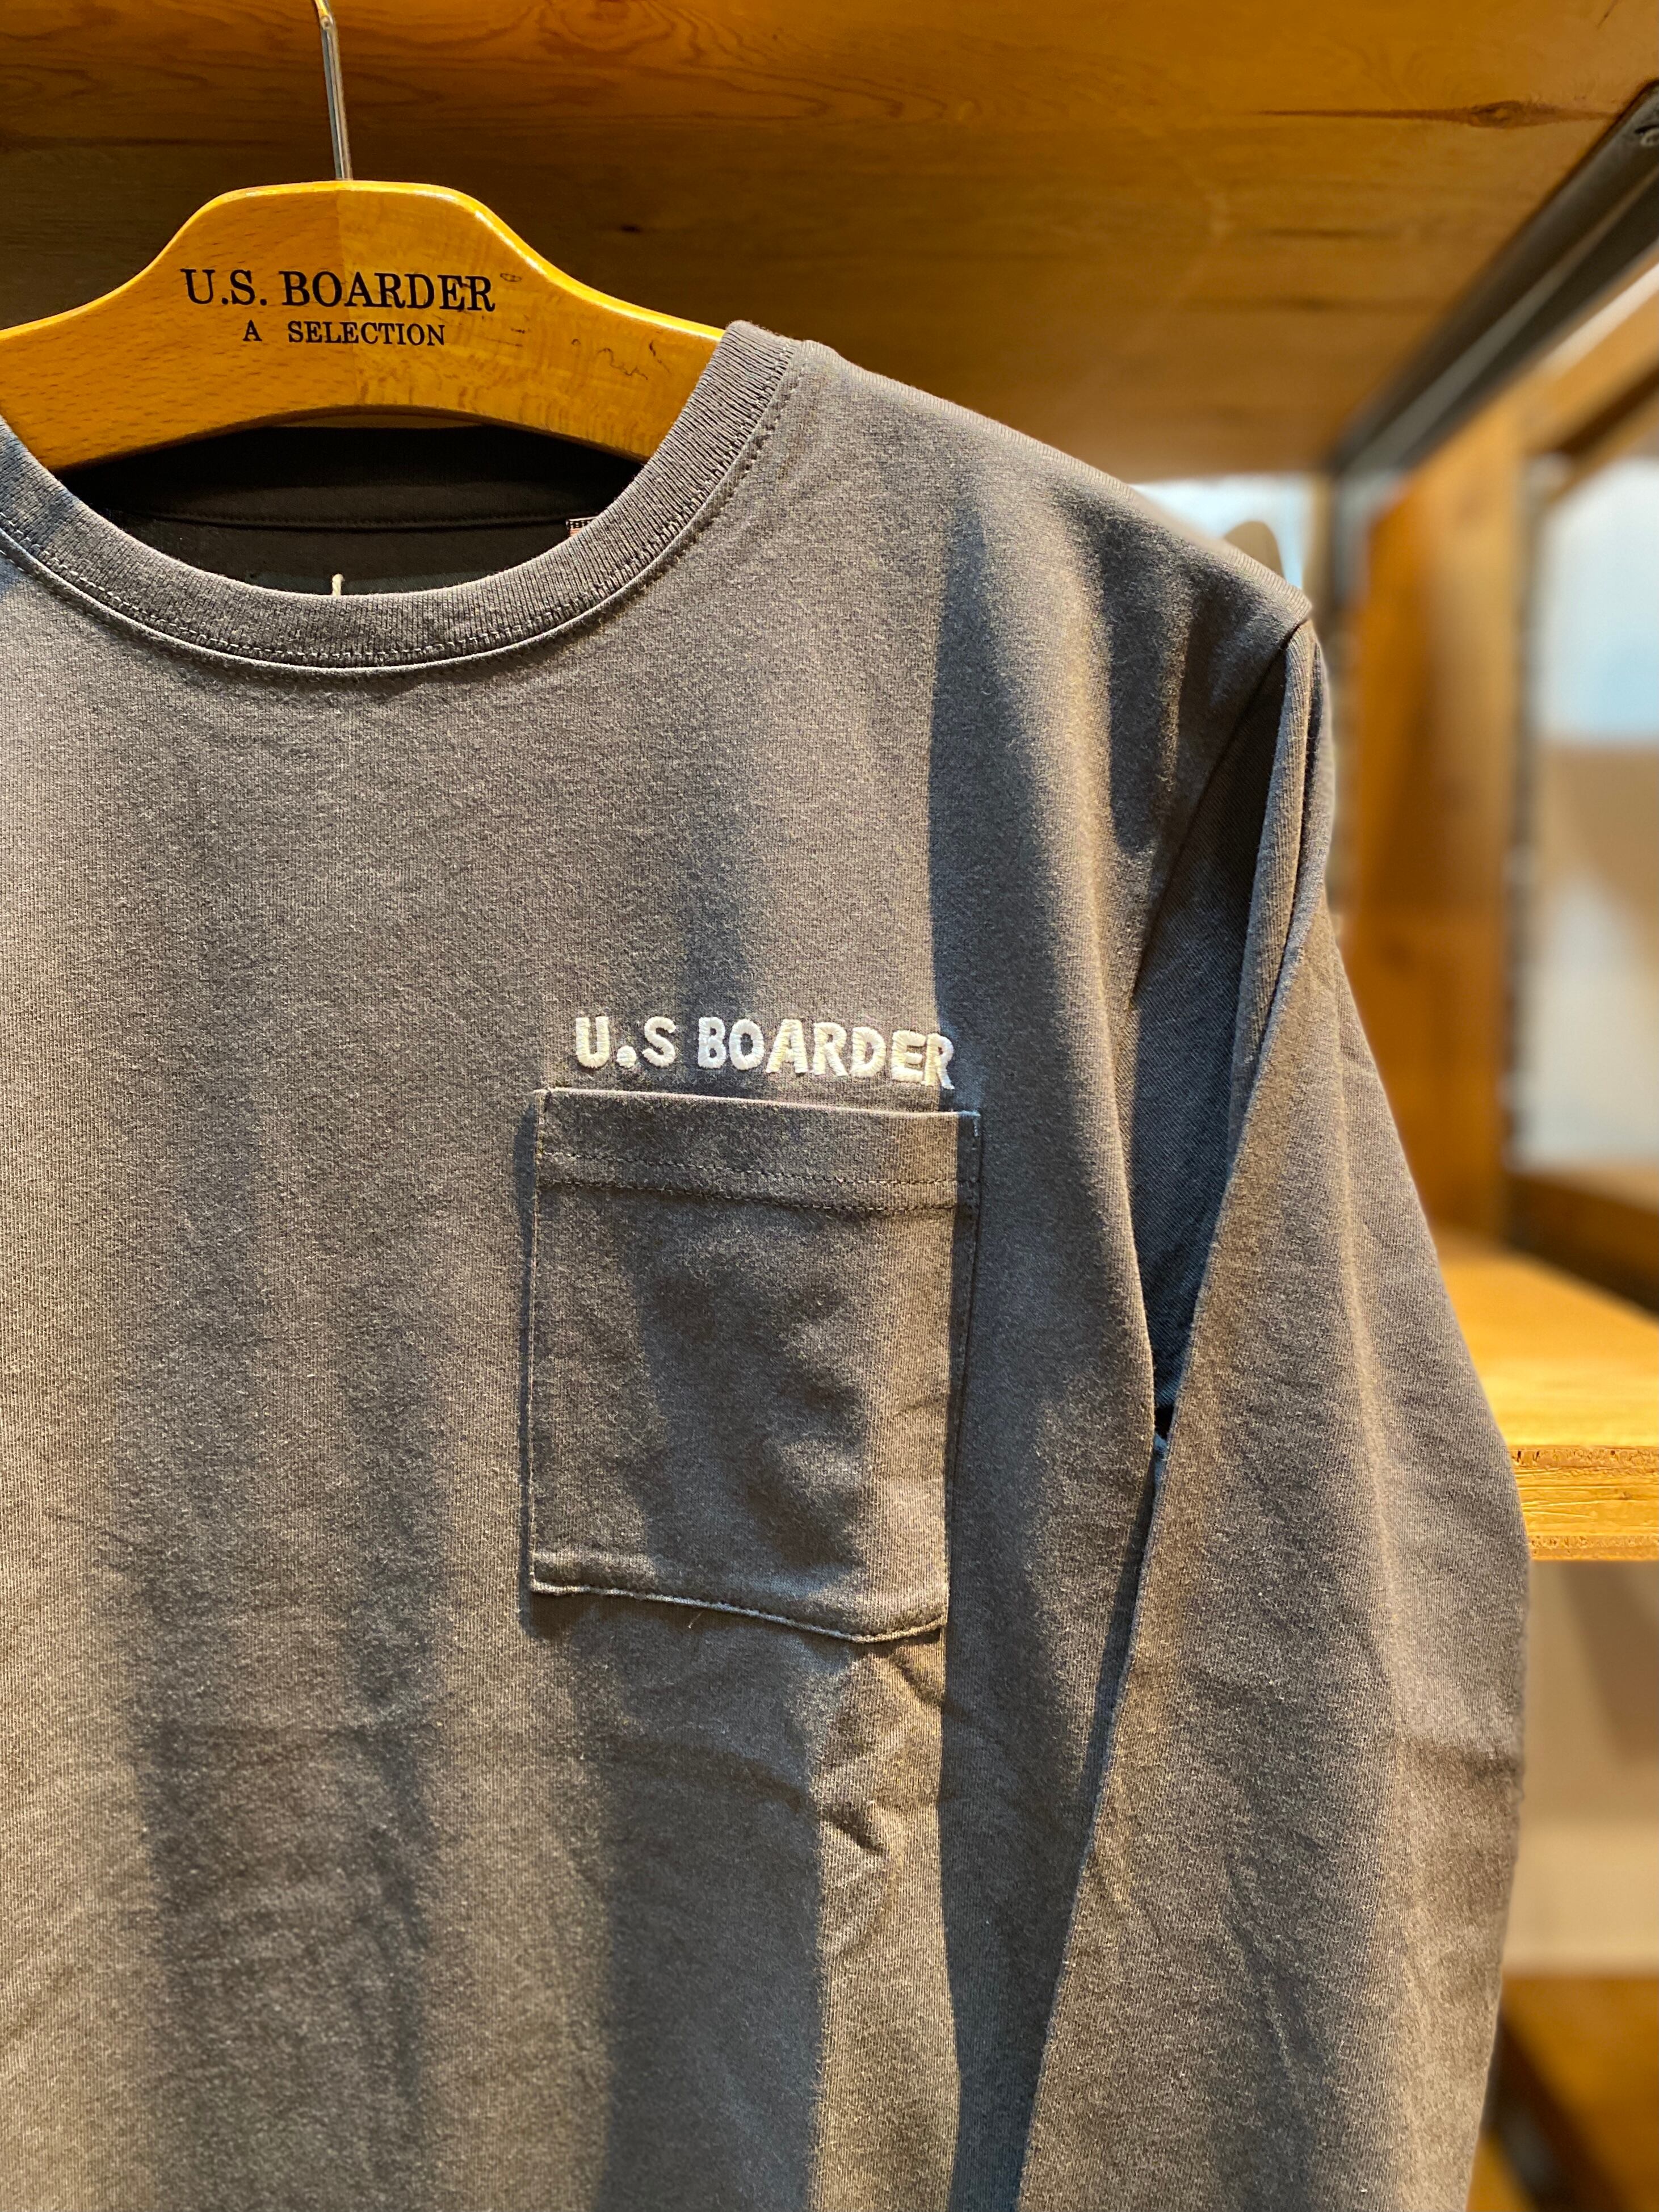 U.S. BOARDER
A SELECTION
U.S BOARDER